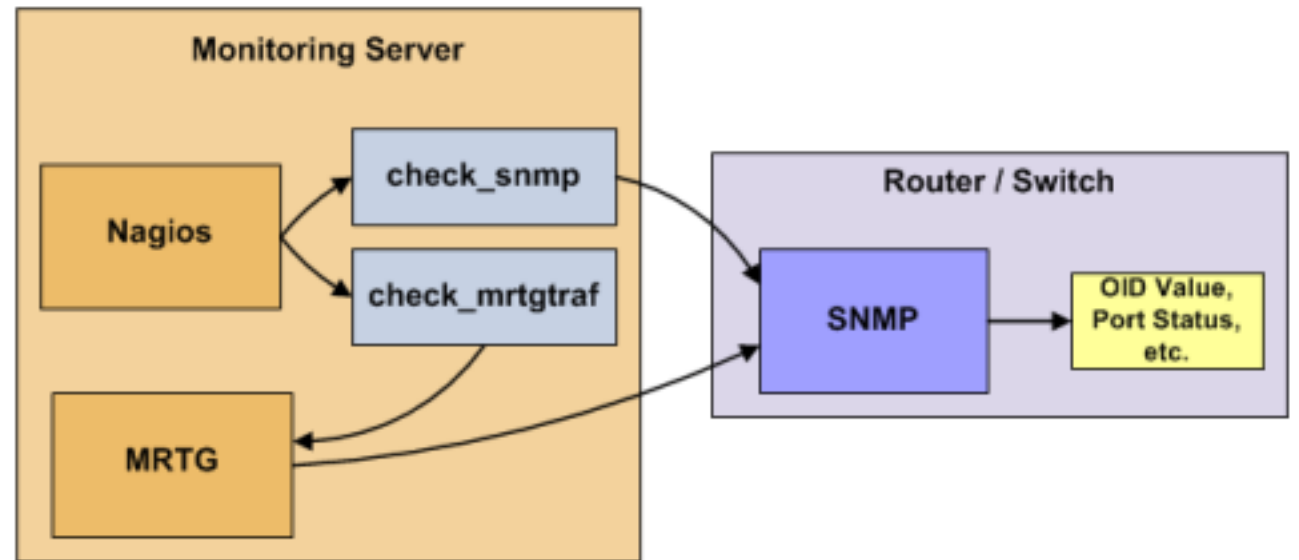 Monitoring Server
Nagios
check_snmp
check_mrtgtraf
MRTG
Router / Switch
SNMP
OID Value,
Port Status,
etc.